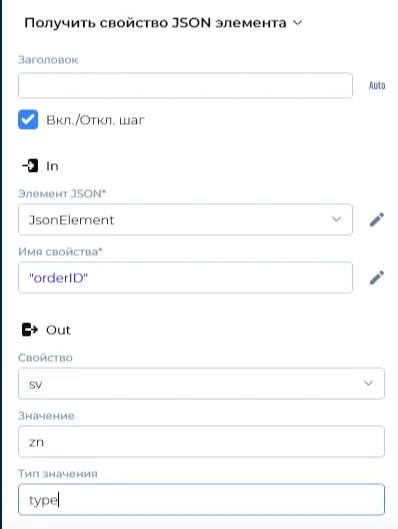 Получить свойство JSON элемента
Заголовок
Auto
Вкл./Откл. шаг
In
Элемент JSON*
JsonElement
Имя свойства*
"orderID"
Out
Свойство
sv
Значение
zn
Тип значения
type